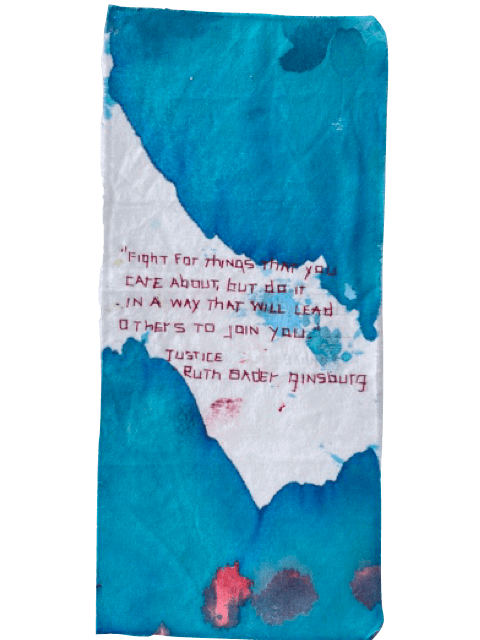 "Fight for things that you
care about, but do it
in a way that will lead
others to join you."
Justice
Ruth Bader Ginsburg